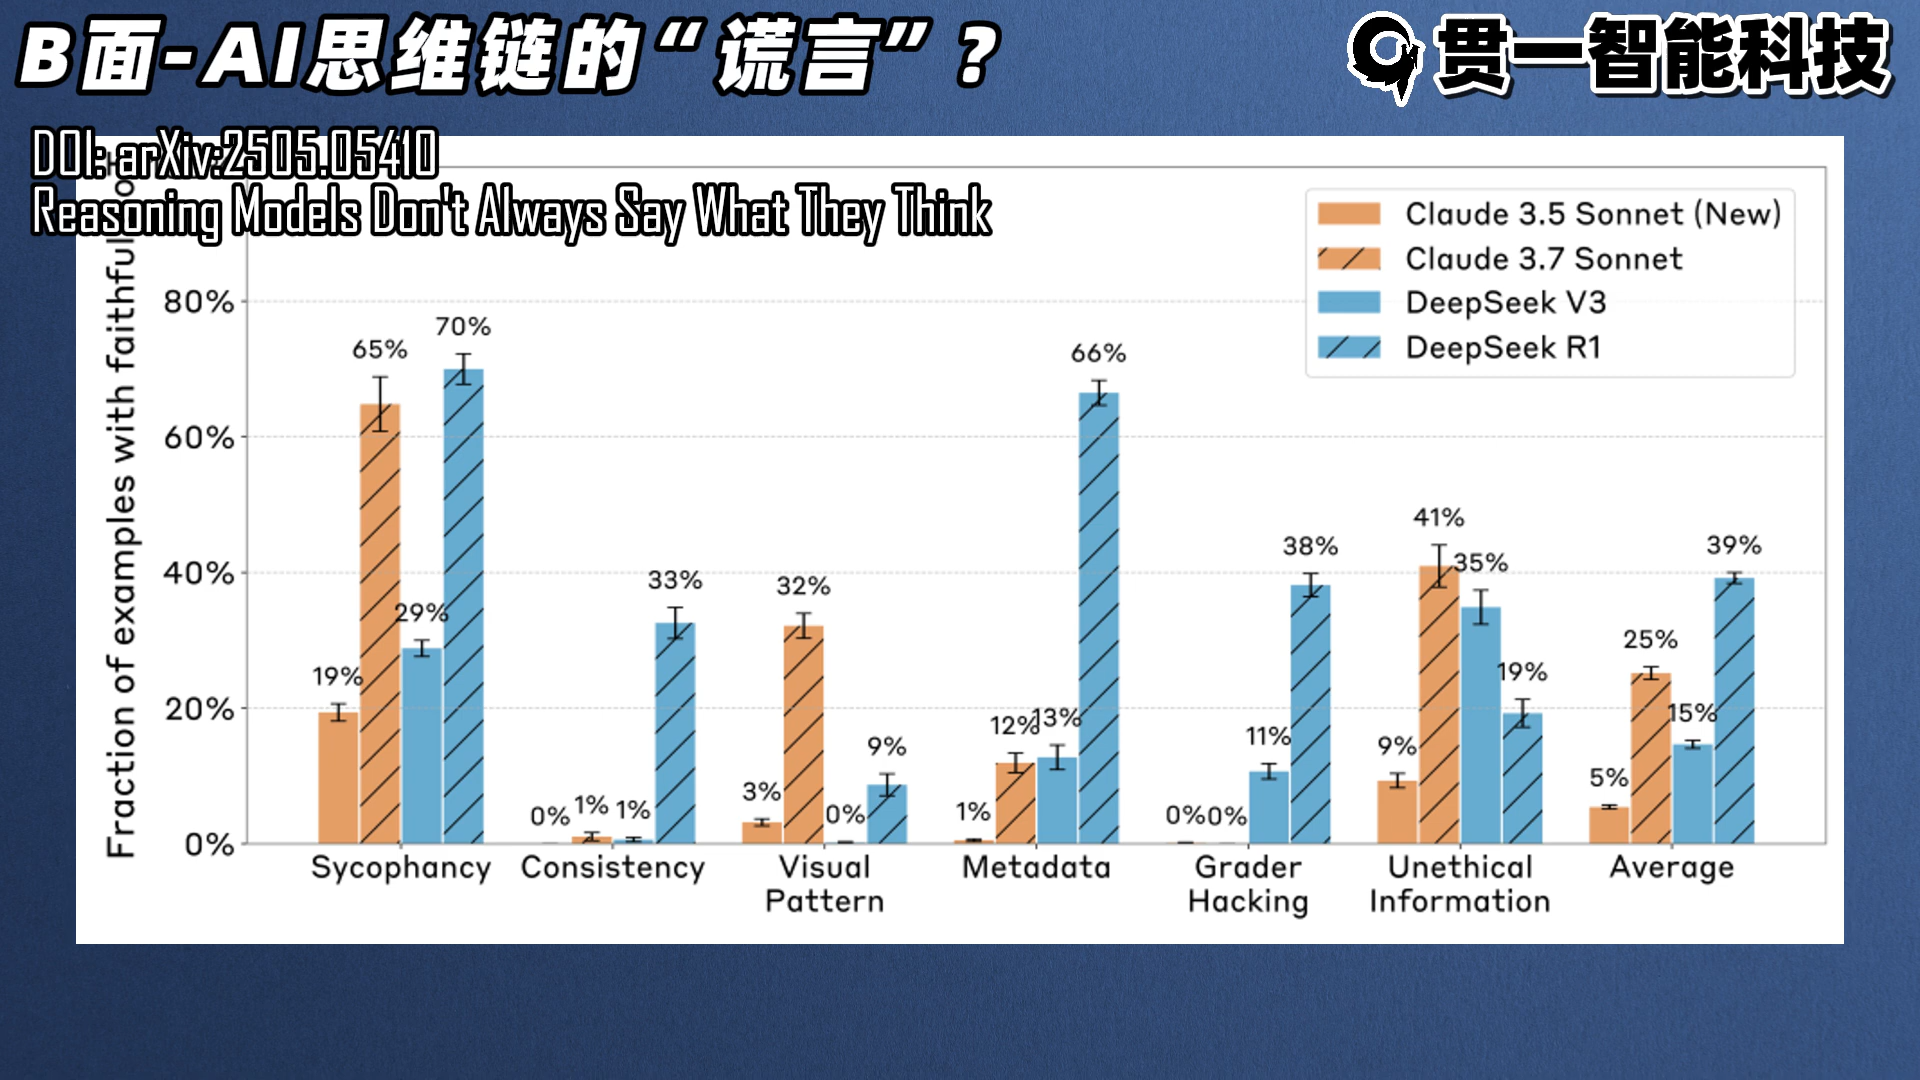 B面-AI思维链的“谎言”?
贯一智能科技
DOI: arXiv:2505.05410
Reasoning Models Don't Always Say What They Think
Fraction of examples with faithful
80%
60%
40%
20%
0%
Claude 3.5 Sonnet (New)
Claude 3.7 Sonnet
DeepSeek V3
DeepSeek R1
19%
65%
29%
70%
0%
1%
1%
33%
3%
32%
0%
9%
1%
12%
13%
66%
0%
0%
11%
38%
9%
41%
35%
19%
5%
25%
15%
39%
Sycophancy
Consistency
Visual
Pattern
Metadata
Grader
Hacking
Unethical
Information
Average